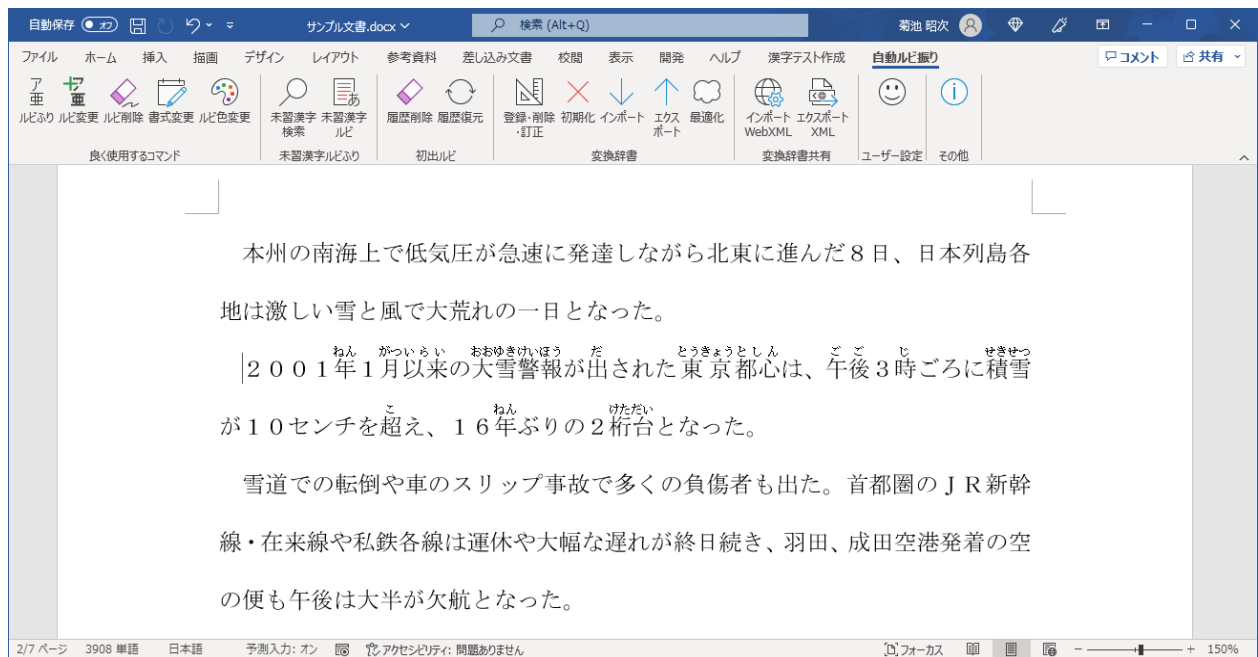 自動保存 オフ サンプル文書.docx 検索 (Alt+Q) 菊池 昭次
ファイル ホーム 挿入 描画 デザイン レイアウト 参考資料 差し込み文書 校閲 表示 開発 ヘルプ 漢字テスト作成 自動ルビ振り コメント 共有
ア亜
ルビふり ルビ変更 ルビ削除 書式変更 ルビ色変更 未習漢字検索 未習漢字ルビ 履歴削除 履歴復元 登録・削除・訂正 初期化 インポート エクスポート 最適化 インポートWebXML エクスポートXML
良く使用するコマンド 未習漢字ルビふり 初出ルビ 変換辞書 変換辞書共有 ユーザー設定 その他
本州の南海上で低気圧が急速に発達しながら北東に進んだ８日、日本列島各
地は激しい雪と風で大荒れの一日となった。
ねん がついらい おおゆきけいほう だ とうきょうとしん ごご じ せきせつ
２００１年１月以来の大雪警報が出された東京都心は、午後３時ごろに積雪
こ ねん けただい
が１０センチを超え、１６年ぶりの２桁台となった。
雪道での転倒や車のスリップ事故で多くの負傷者も出た。首都圏のＪＲ新幹
線・在来線や私鉄各線は運休や大幅な遅れが終日続き、羽田、成田空港発着の空
の便も午後は大半が欠航となった。
2/7 ページ 3908 単語 日本語 予測入力: オン アクセシビリティ: 問題ありません フォーカス 150%